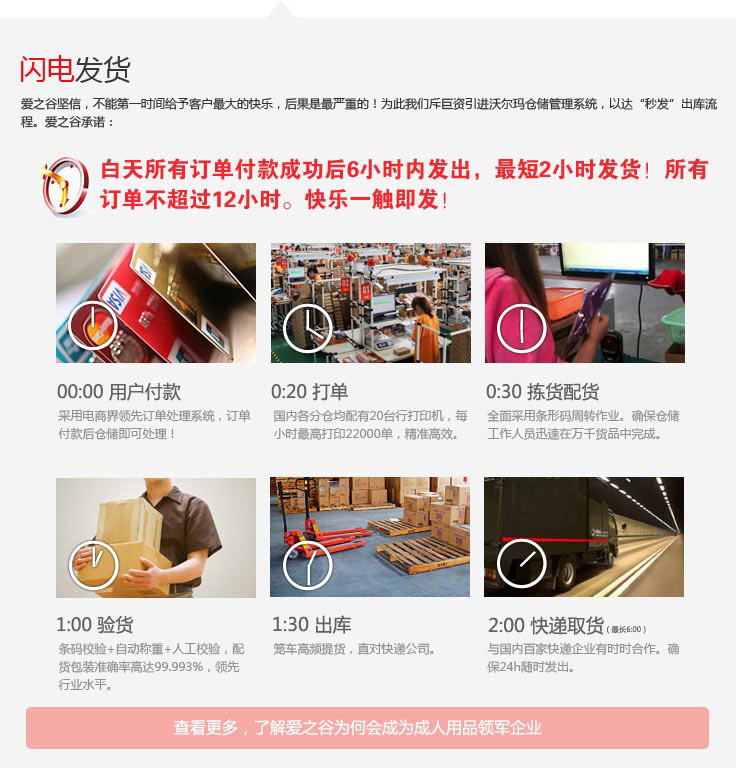 闪电发货
爱之谷坚信，不能第一时间给予客户最大的快乐，后果是最严重的！为此我们斥巨资引进沃尔玛仓储管理系统，以达“秒发”出库流
程。爱之谷承诺：
白天所有订单付款成功后6小时内发出，最短2小时发货！所有
订单不超过12小时。快乐一触即发！
VISA
VISA
02
01
00:00 用户付款
0:20 打单
0:30 拣货配货
采用电商界领先订单处理系统，订单
付款后仓储即可处理！
国内各分仓均配有20台行打印机，每
小时最高打印22000单，精准高效。
全面采用条形码周转作业。确保仓储
工作人员迅速在万千货品中完成。
1:00 验货
1:30 出库
2:00 快递取货（最长6:00）
条码校验+自动称重+人工校验，配
货包装准确率高达99.993%，领先
行业水平。
笼车高频提货，直对快递公司。
与国内百家快递企业有时时合作。确
保24h随时发出。
查看更多，了解爱之谷为何会成为成人用品领军企业